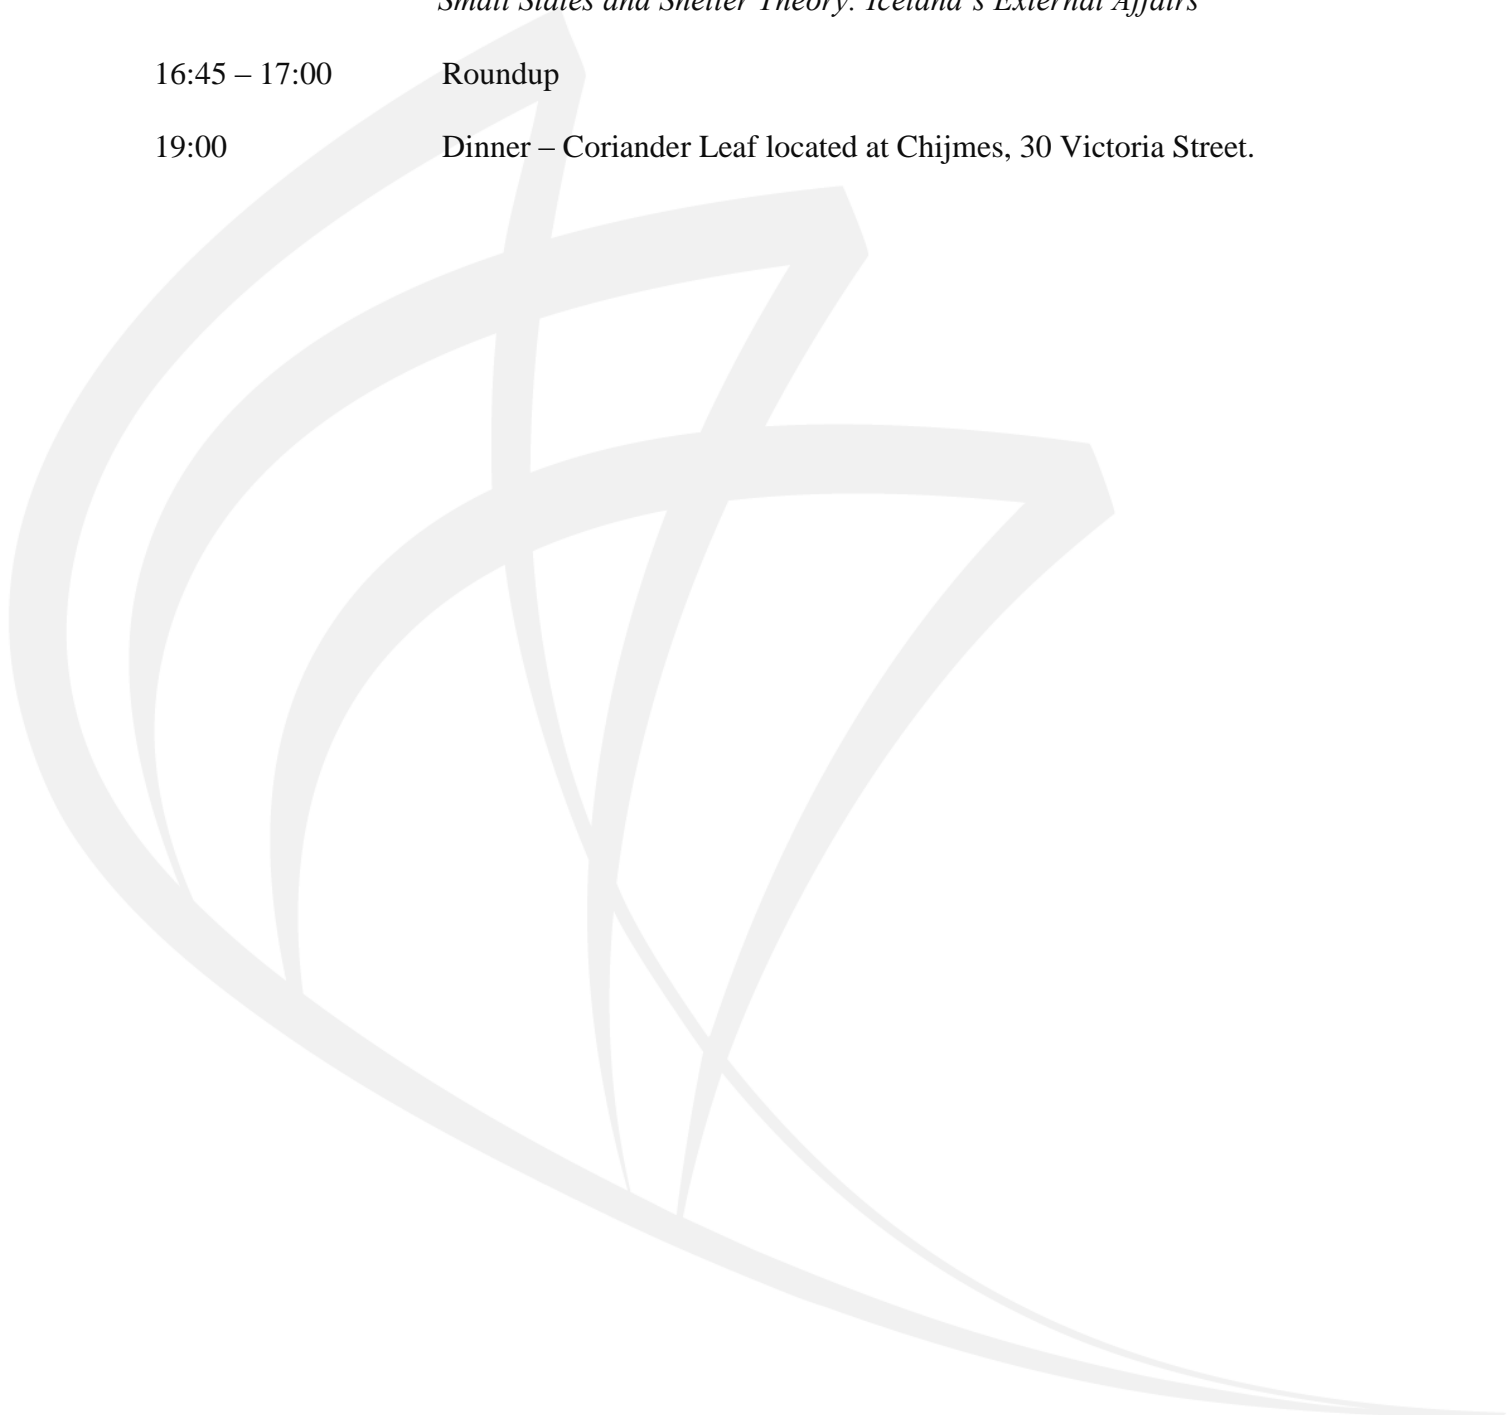 Small States and Shelter Theory: Iceland's External Affairs
16:45 – 17:00 Roundup
19:00 Dinner – Coriander Leaf located at Chijmes, 30 Victoria Street.